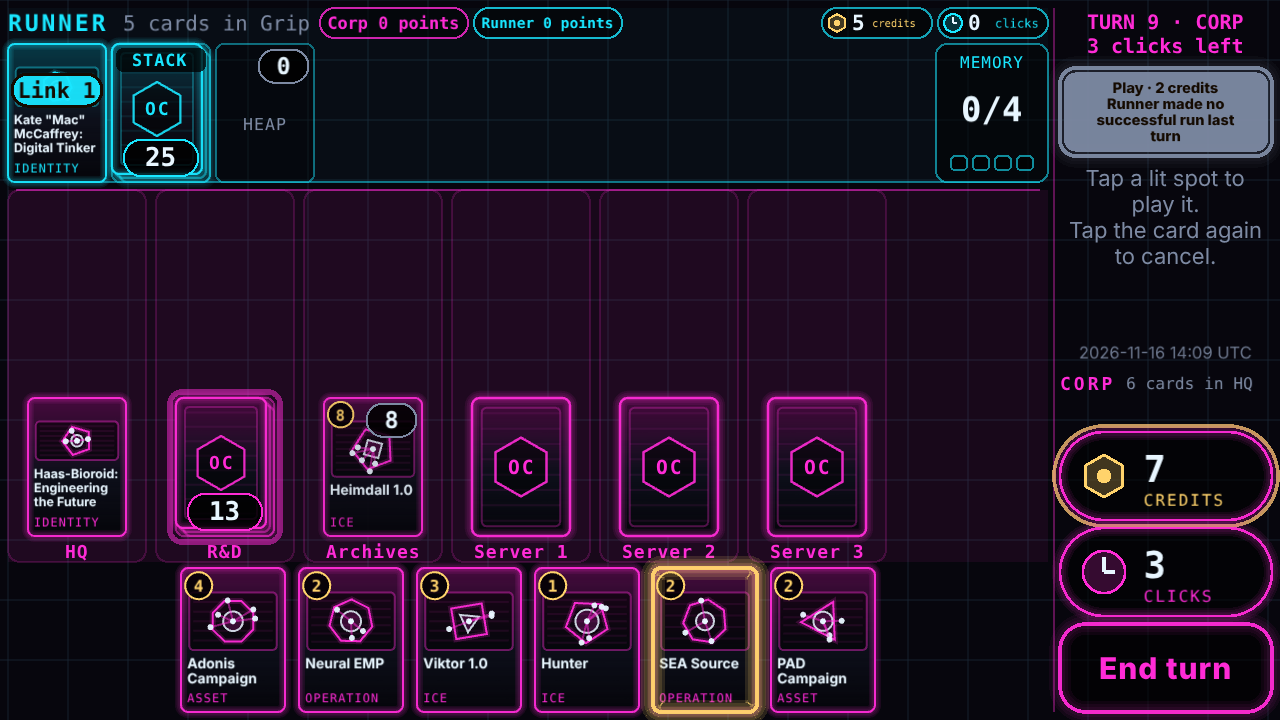 RUNNER 5 cards in Grip Corp 0 points Runner 0 points 5 credits 0 clicks
Link 1
Kate "Mac"
McCaffrey:
Digital Tinker
IDENTITY
STACK
OC
25
0
HEAP
MEMORY
0/4
TURN 9 · CORP
3 clicks left
Play · 2 credits
Runner made no
successful run last
turn
Tap a lit spot to
play it.
Tap the card again
to cancel.
2026-11-16 14:09 UTC
CORP 6 cards in HQ
Haas-Bioroid:
Engineering
the Future
IDENTITY
HQ
OC
13
R&D
8
8
Heimdall 1.0
ICE
Archives
OC
Server 1
OC
Server 2
OC
Server 3
7
CREDITS
3
CLICKS
End turn
4
Adonis
Campaign
ASSET
2
Neural EMP
OPERATION
3
Viktor 1.0
ICE
1
Hunter
ICE
2
SEA Source
OPERATION
2
PAD
Campaign
ASSET